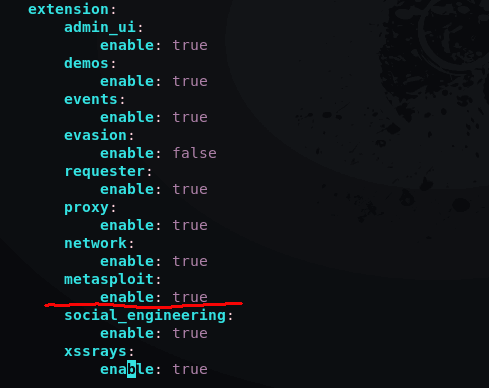 extension:
admin_ui:
enable: true
demos:
enable: true
events:
enable: true
evasion:
enable: false
requester:
enable: true
proxy:
enable: true
network:
enable: true
metasploit:
enable: true
social_engineering:
enable: true
xssrays:
enable: true